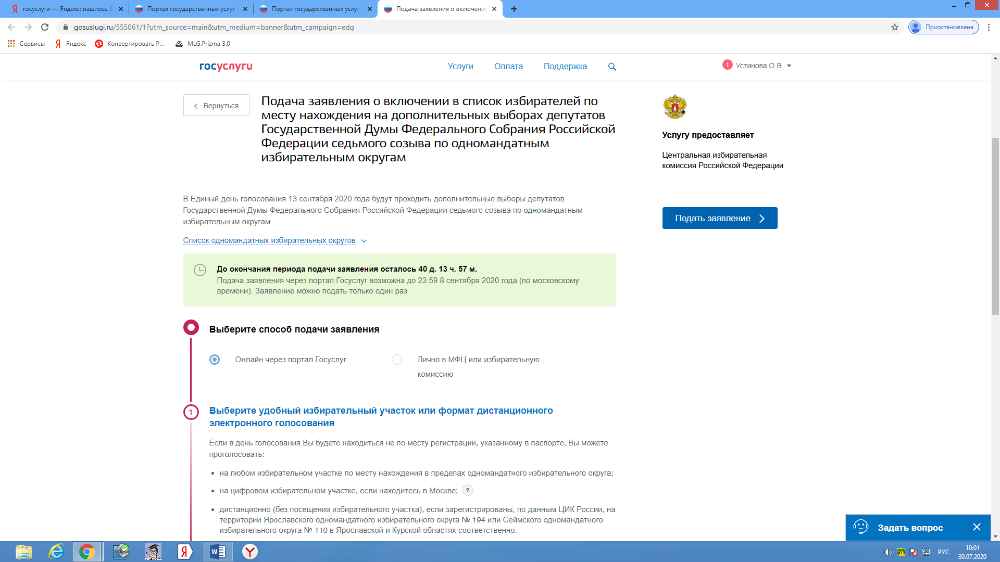 госуслуги — Яндекс: нашлось 3
Портал государственных услуг
Портал государственных услуг
Подача заявления о включени
gosuslugi.ru/555061/1?utm_source=main&utm_medium=banner&utm_campaign=edg
Приостановлена
Сервисы
Яндекс
Конвертировать P...
MLG.Prizma 3.0
госуслуги
Услуги
Оплата
Поддержка
1
Устинова О.В.
Вернуться
Подача заявления о включении в список избирателей по
месту нахождения на дополнительных выборах депутатов
Государственной Думы Федерального Собрания Российской
Федерации седьмого созыва по одномандатным
избирательным округам
Услугу предоставляет
Центральная избирательная
комиссия Российской Федерации
Подать заявление
В Единый день голосования 13 сентября 2020 года будут проходить дополнительные выборы депутатов
Государственной Думы Федерального Собрания Российской Федерации седьмого созыва по одномандатным
избирательным округам.
Список одномандатных избирательных округов
До окончания периода подачи заявления осталось 40 д. 13 ч. 57 м.
Подача заявления через портал Госуслуг возможна до 23:59 8 сентября 2020 года (по московскому
времени). Заявление можно подать только один раз.
Выберите способ подачи заявления
Онлайн через портал Госуслуг
Лично в МФЦ или избирательную
комиссию
1
Выберите удобный избирательный участок или формат дистанционного
электронного голосования
Если в день голосования Вы будете находиться не по месту регистрации, указанному в паспорте, Вы можете
проголосовать:
• на любом избирательном участке по месту нахождения в пределах одномандатного избирательного округа;
• на цифровом избирательном участке, если находитесь в Москве; ?
• дистанционно (без посещения избирательного участка), если зарегистрированы, по данным ЦИК России, на
территории Ярославского одномандатного избирательного округа № 194 или Сеймского одномандатного
избирательного округа № 110 в Ярославской и Курской областях соответственно.
Задать вопрос
РУС
10:01
30.07.2020